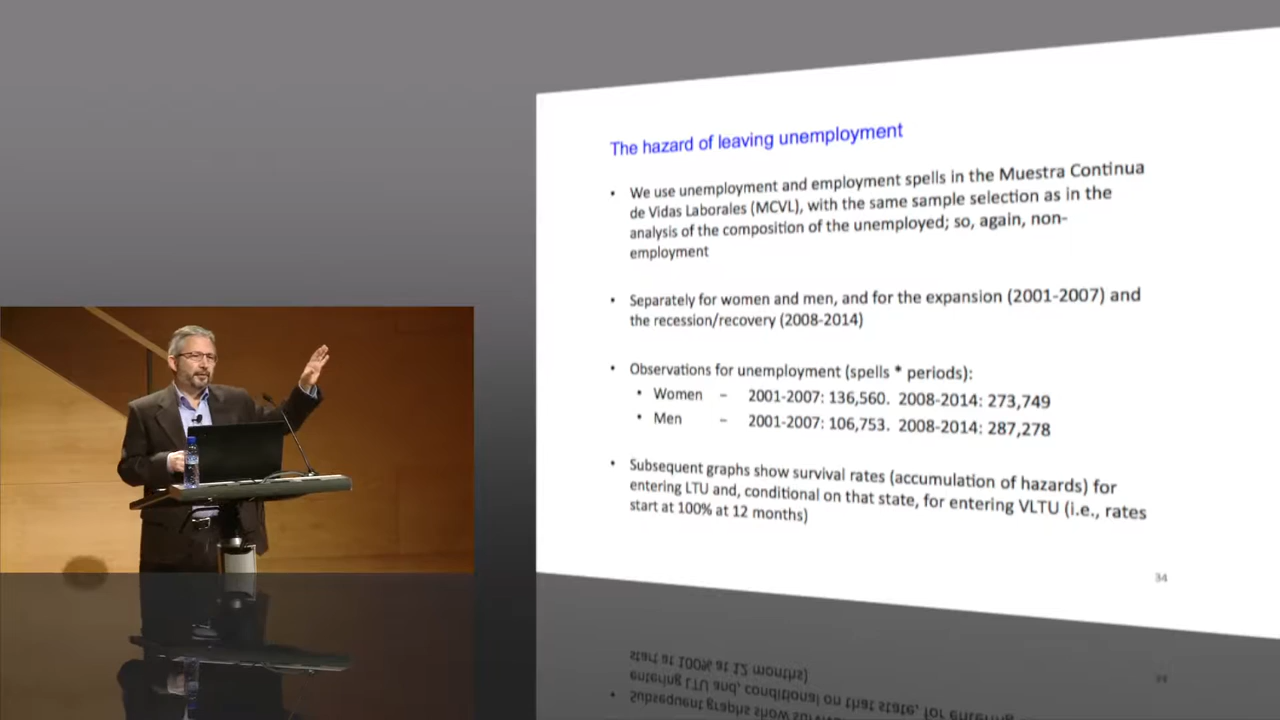 The hazard of leaving unemployment
• We use unemployment and employment spells in the Muestra Continua
de Vidas Laborales (MCVL), with the same sample selection as in the
analysis of the composition of the unemployed; so, again, non-
employment
• Separately for women and men, and for the expansion (2001-2007) and
the recession/recovery (2008-2014)
• Observations for unemployment (spells * periods):
• Women – 2001-2007: 136,560. 2008-2014: 273,749
• Men – 2001-2007: 106,753. 2008-2014: 287,278
• Subsequent graphs show survival rates (accumulation of hazards) for
entering LTU and, conditional on that state, for entering VLTU (i.e., rates
start at 100% at 12 months)
34